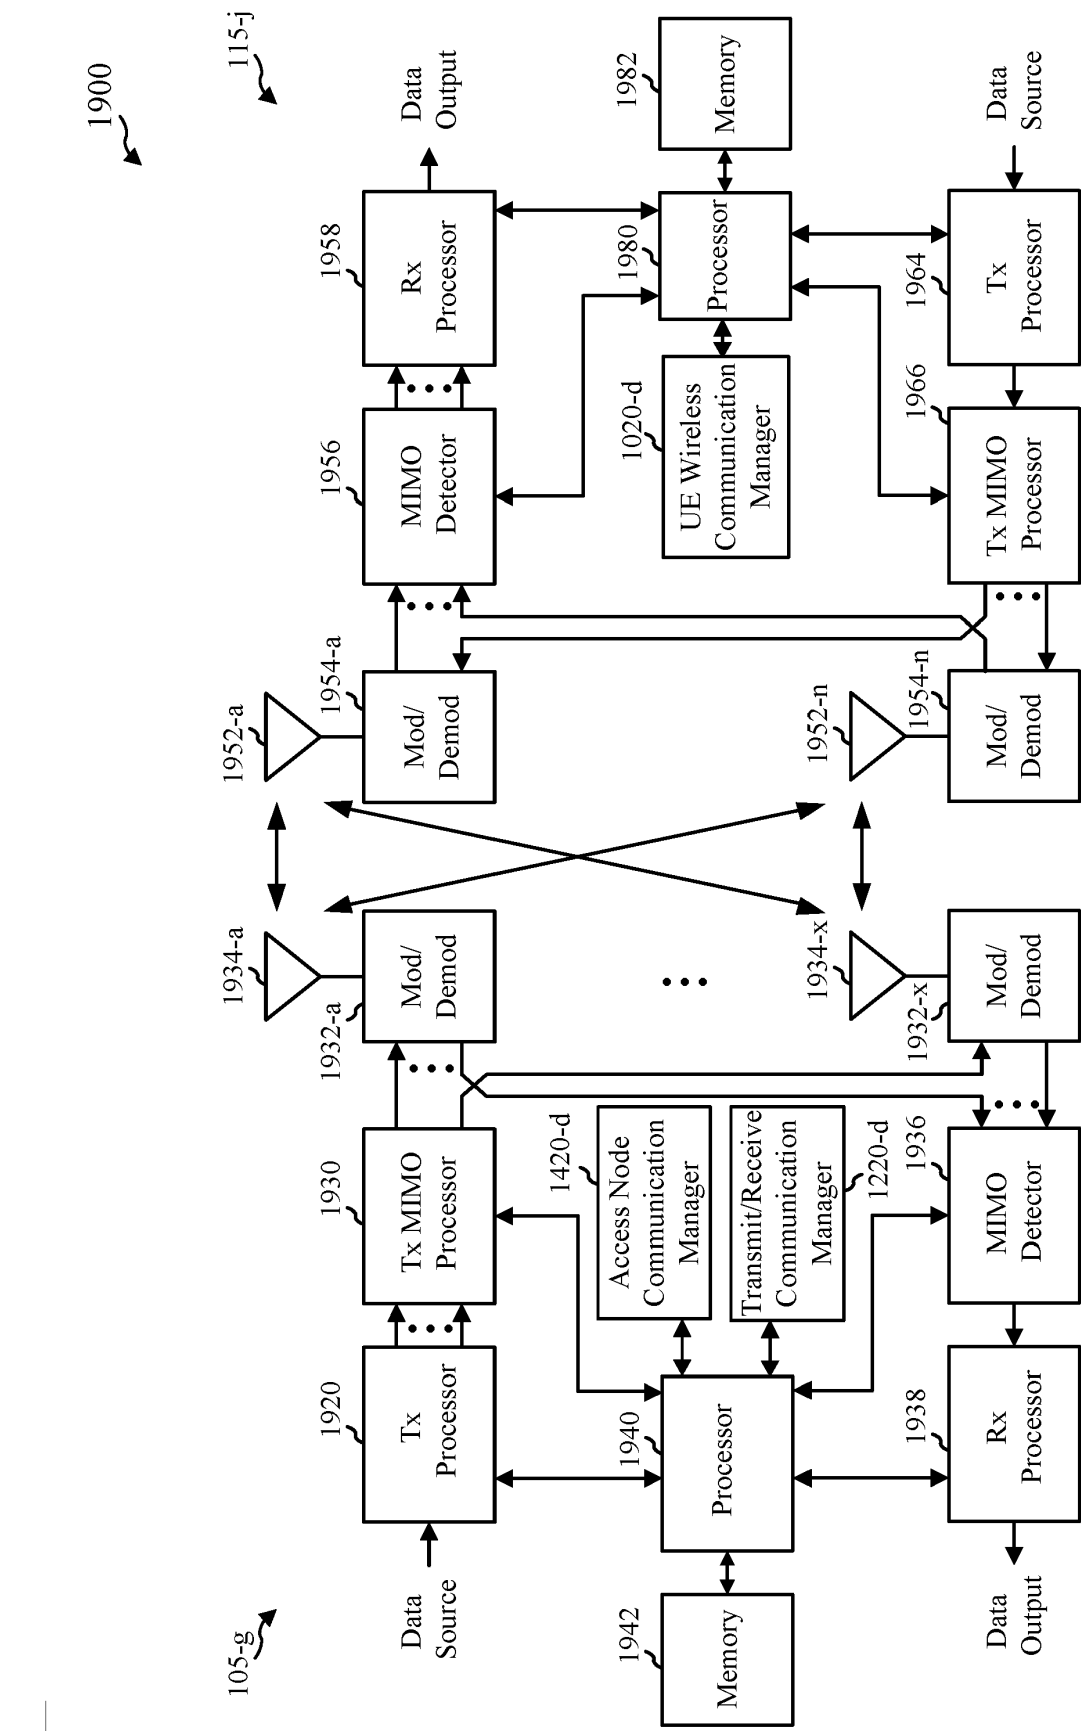 1900
105-g
115-j
1934-a
1952-a
1920
1930
1932-a
1954-a
1956
1958
Data
Source
Tx
Processor
Tx MIMO
Processor
Mod/
Demod
Mod/
Demod
MIMO
Detector
Rx
Processor
Data
Output
1942
1940
1420-d
1020-d
1980
1982
Memory
Processor
Access Node
Communication
Manager
Transmit/Receive
Communication
Manager
1220-d
UE Wireless
Communication
Manager
Processor
Memory
1934-x
1952-n
1938
1936
1932-x
1954-n
1966
1964
Data
Output
Rx
Processor
MIMO
Detector
Mod/
Demod
Mod/
Demod
Tx MIMO
Processor
Tx
Processor
Data
Source